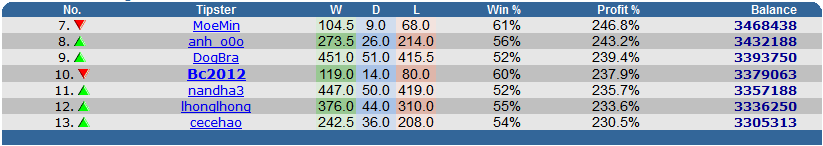 No. Tipster W D L Win % Profit % Balance
7. MoeMin 104.5 9.0 68.0 61% 246.8% 3468438
8. anh_o0o 273.5 26.0 214.0 56% 243.2% 3432188
9. DogBra 451.0 51.0 415.5 52% 239.4% 3393750
10. Bc2012 119.0 14.0 80.0 60% 237.9% 3379063
11. nandha3 447.0 50.0 419.0 52% 235.7% 3357188
12. lhonglhong 376.0 44.0 310.0 55% 233.6% 3336250
13. cecehao 242.5 36.0 208.0 54% 230.5% 3305313